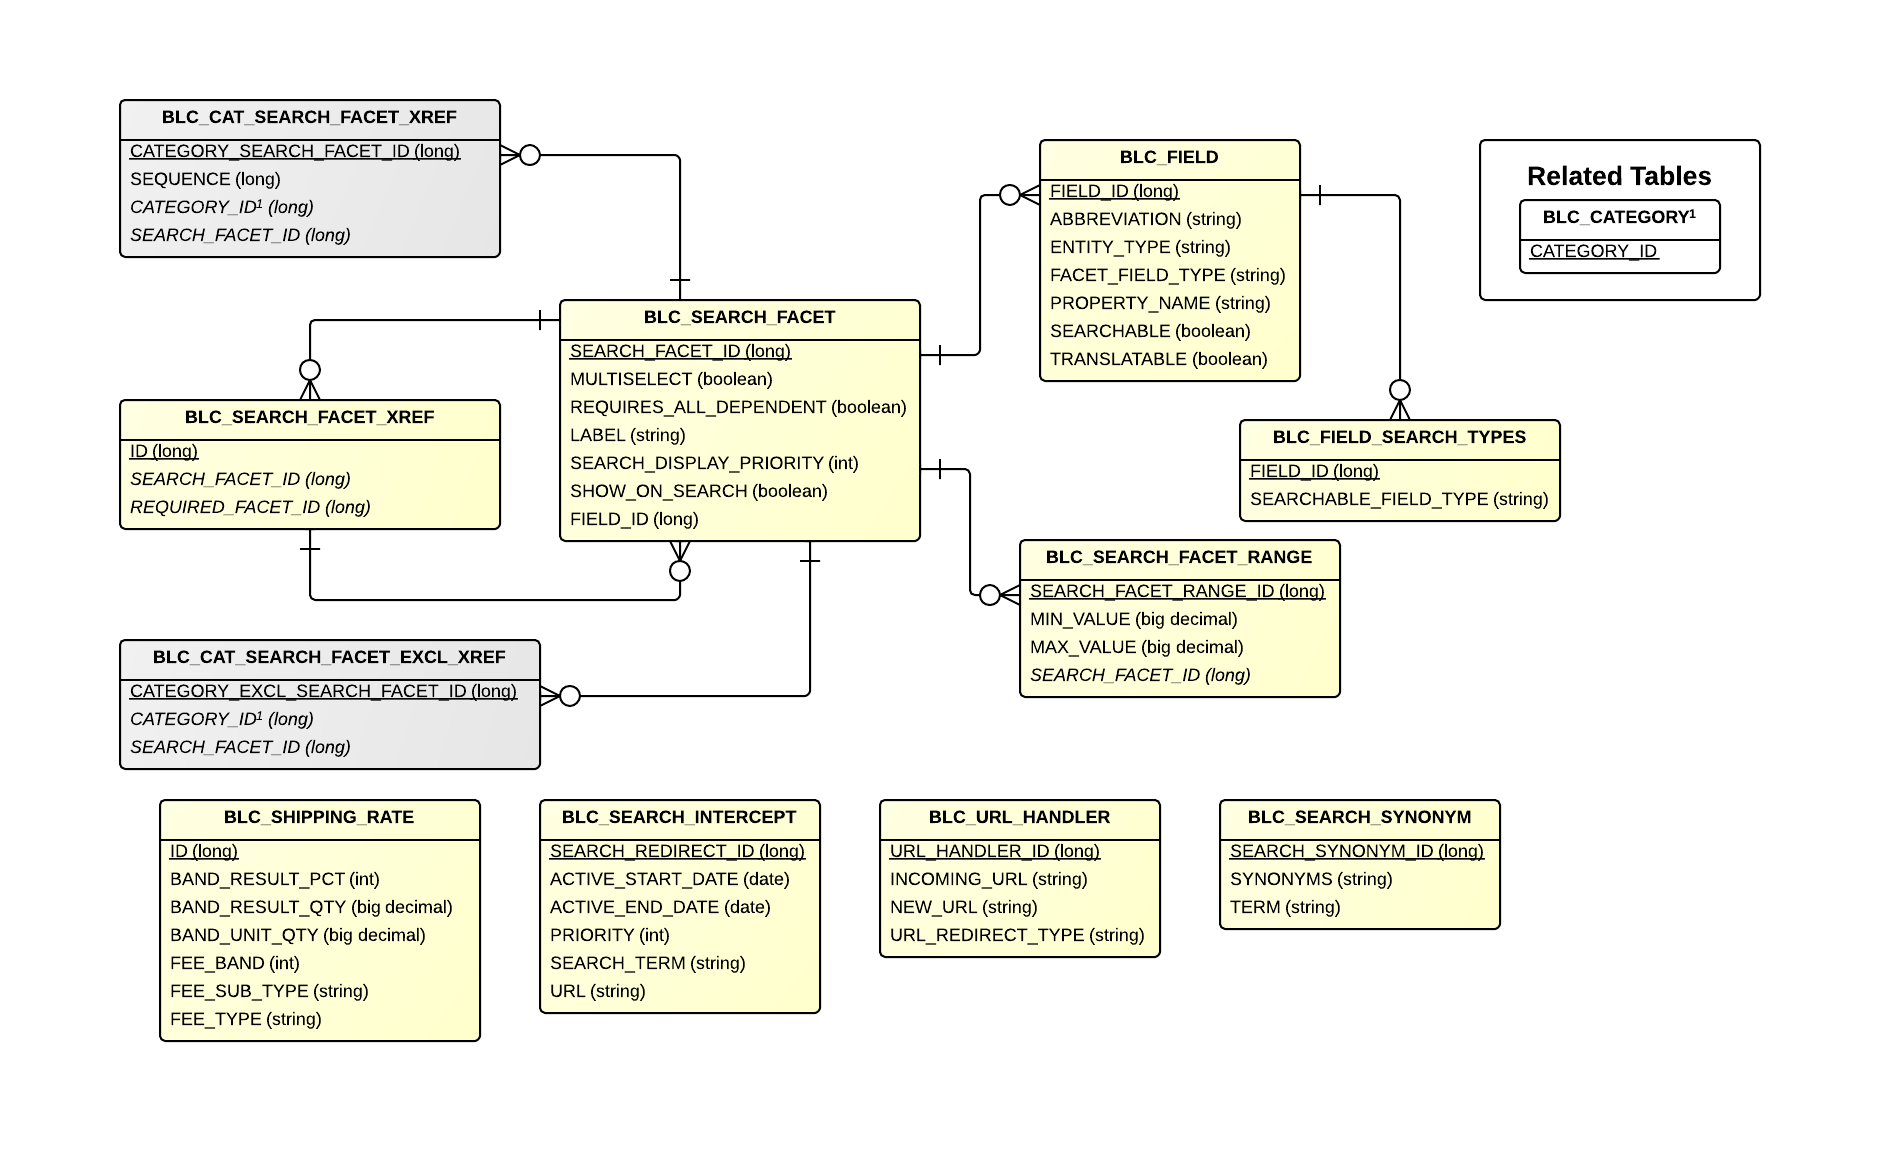 BLC_CAT_SEARCH_FACET_XREF
CATEGORY_SEARCH_FACET_ID (long)
SEQUENCE (long)
CATEGORY_ID¹ (long)
SEARCH_FACET_ID (long)
BLC_FIELD
FIELD_ID (long)
ABBREVIATION (string)
ENTITY_TYPE (string)
FACET_FIELD_TYPE (string)
PROPERTY_NAME (string)
SEARCHABLE (boolean)
TRANSLATABLE (boolean)
Related Tables
BLC_CATEGORY¹
CATEGORY_ID
BLC_SEARCH_FACET
SEARCH_FACET_ID (long)
MULTISELECT (boolean)
REQUIRES_ALL_DEPENDENT (boolean)
LABEL (string)
SEARCH_DISPLAY_PRIORITY (int)
SHOW_ON_SEARCH (boolean)
FIELD_ID (long)
BLC_SEARCH_FACET_XREF
ID (long)
SEARCH_FACET_ID (long)
REQUIRED_FACET_ID (long)
BLC_FIELD_SEARCH_TYPES
FIELD_ID (long)
SEARCHABLE_FIELD_TYPE (string)
BLC_SEARCH_FACET_RANGE
SEARCH_FACET_RANGE_ID (long)
MIN_VALUE (big decimal)
MAX_VALUE (big decimal)
SEARCH_FACET_ID (long)
BLC_CAT_SEARCH_FACET_EXCL_XREF
CATEGORY_EXCL_SEARCH_FACET_ID (long)
CATEGORY_ID¹ (long)
SEARCH_FACET_ID (long)
BLC_SHIPPING_RATE
ID (long)
BAND_RESULT_PCT (int)
BAND_RESULT_QTY (big decimal)
BAND_UNIT_QTY (big decimal)
FEE_BAND (int)
FEE_SUB_TYPE (string)
FEE_TYPE (string)
BLC_SEARCH_INTERCEPT
SEARCH_REDIRECT_ID (long)
ACTIVE_START_DATE (date)
ACTIVE_END_DATE (date)
PRIORITY (int)
SEARCH_TERM (string)
URL (string)
BLC_URL_HANDLER
URL_HANDLER_ID (long)
INCOMING_URL (string)
NEW_URL (string)
URL_REDIRECT_TYPE (string)
BLC_SEARCH_SYNONYM
SEARCH_SYNONYM_ID (long)
SYNONYMS (string)
TERM (string)